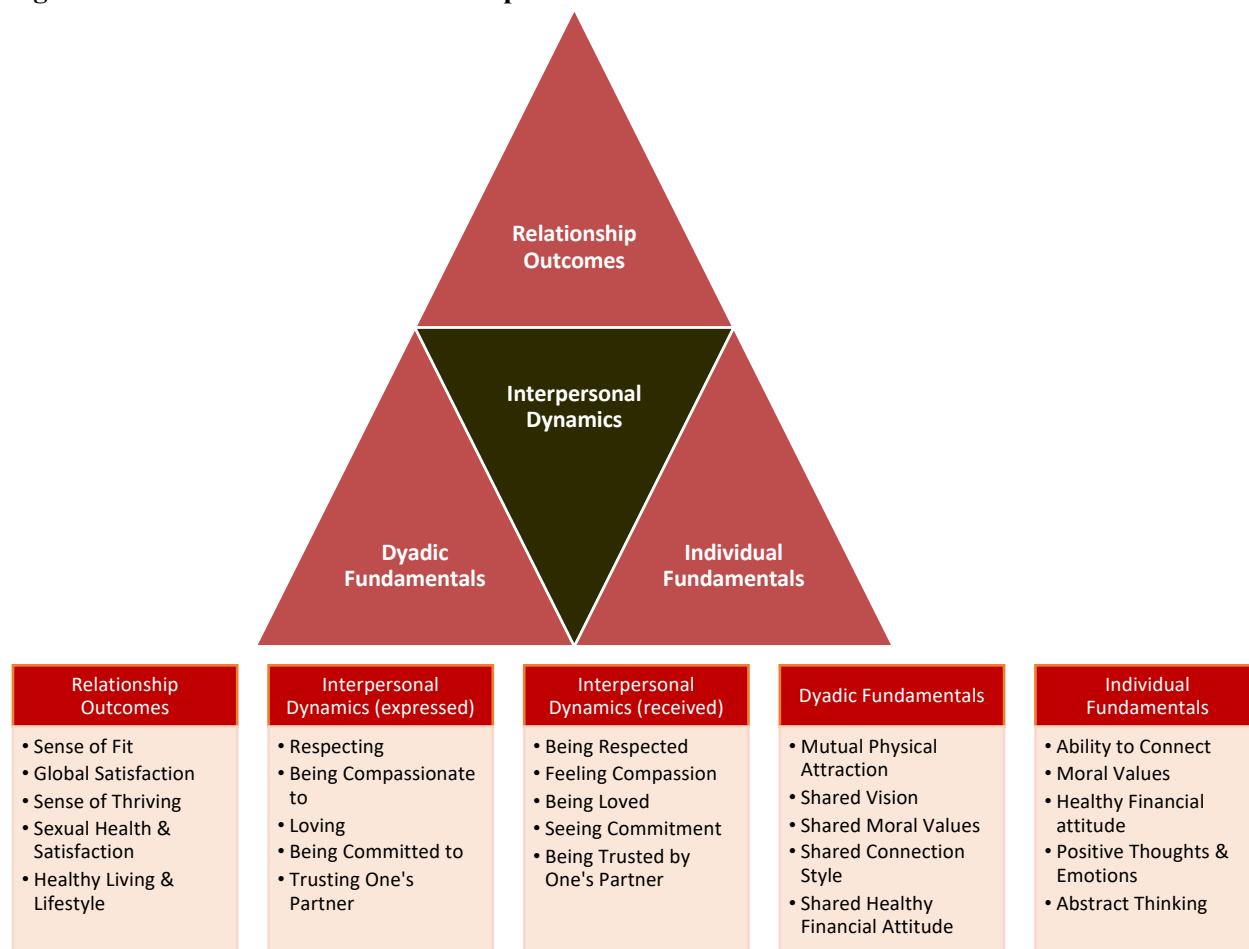 Relationship
Outcomes
Interpersonal
Dynamics
Dyadic
Fundamentals
Individual
Fundamentals
Relationship
Outcomes
• Sense of Fit
• Global Satisfaction
• Sense of Thriving
• Sexual Health &
Satisfaction
• Healthy Living &
Lifestyle
Interpersonal
Dynamics (expressed)
• Respecting
• Being Compassionate
to
• Loving
• Being Committed to
• Trusting One's
Partner
Interpersonal
Dynamics (received)
• Being Respected
• Feeling Compassion
• Being Loved
• Seeing Commitment
• Being Trusted by
One's Partner
Dyadic Fundamentals
• Mutual Physical
Attraction
• Shared Vision
• Shared Moral Values
• Shared Connection
Style
• Shared Healthy
Financial Attitude
Individual
Fundamentals
• Ability to Connect
• Moral Values
• Healthy Financial
attitude
• Positive Thoughts &
Emotions
• Abstract Thinking